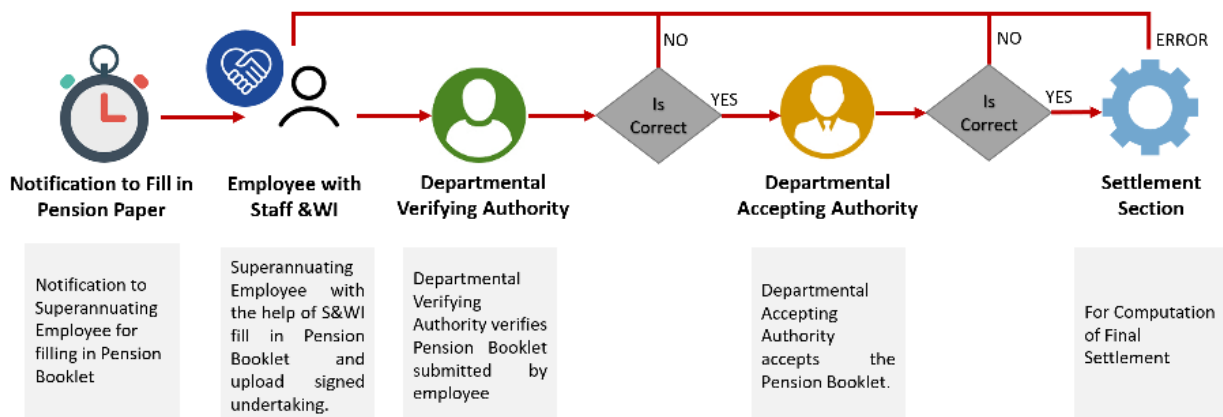 NO
NO
ERROR
Is
Correct
YES
Is
Correct
YES
Notification to Fill in
Pension Paper
Employee with
Staff &WI
Departmental
Verifying Authority
Departmental
Accepting Authority
Settlement
Section
Notification to
Superannuating
Employee for
filling in Pension
Booklet
Superannuating
Employee with
the help of S&WI
fill in Pension
Booklet and
upload signed
undertaking.
Departmental
Verifying
Authority verifies
Pension Booklet
submitted by
employee
Departmental
Accepting
Authority
accepts the
Pension Booklet.
For Computation
of Final
Settlement